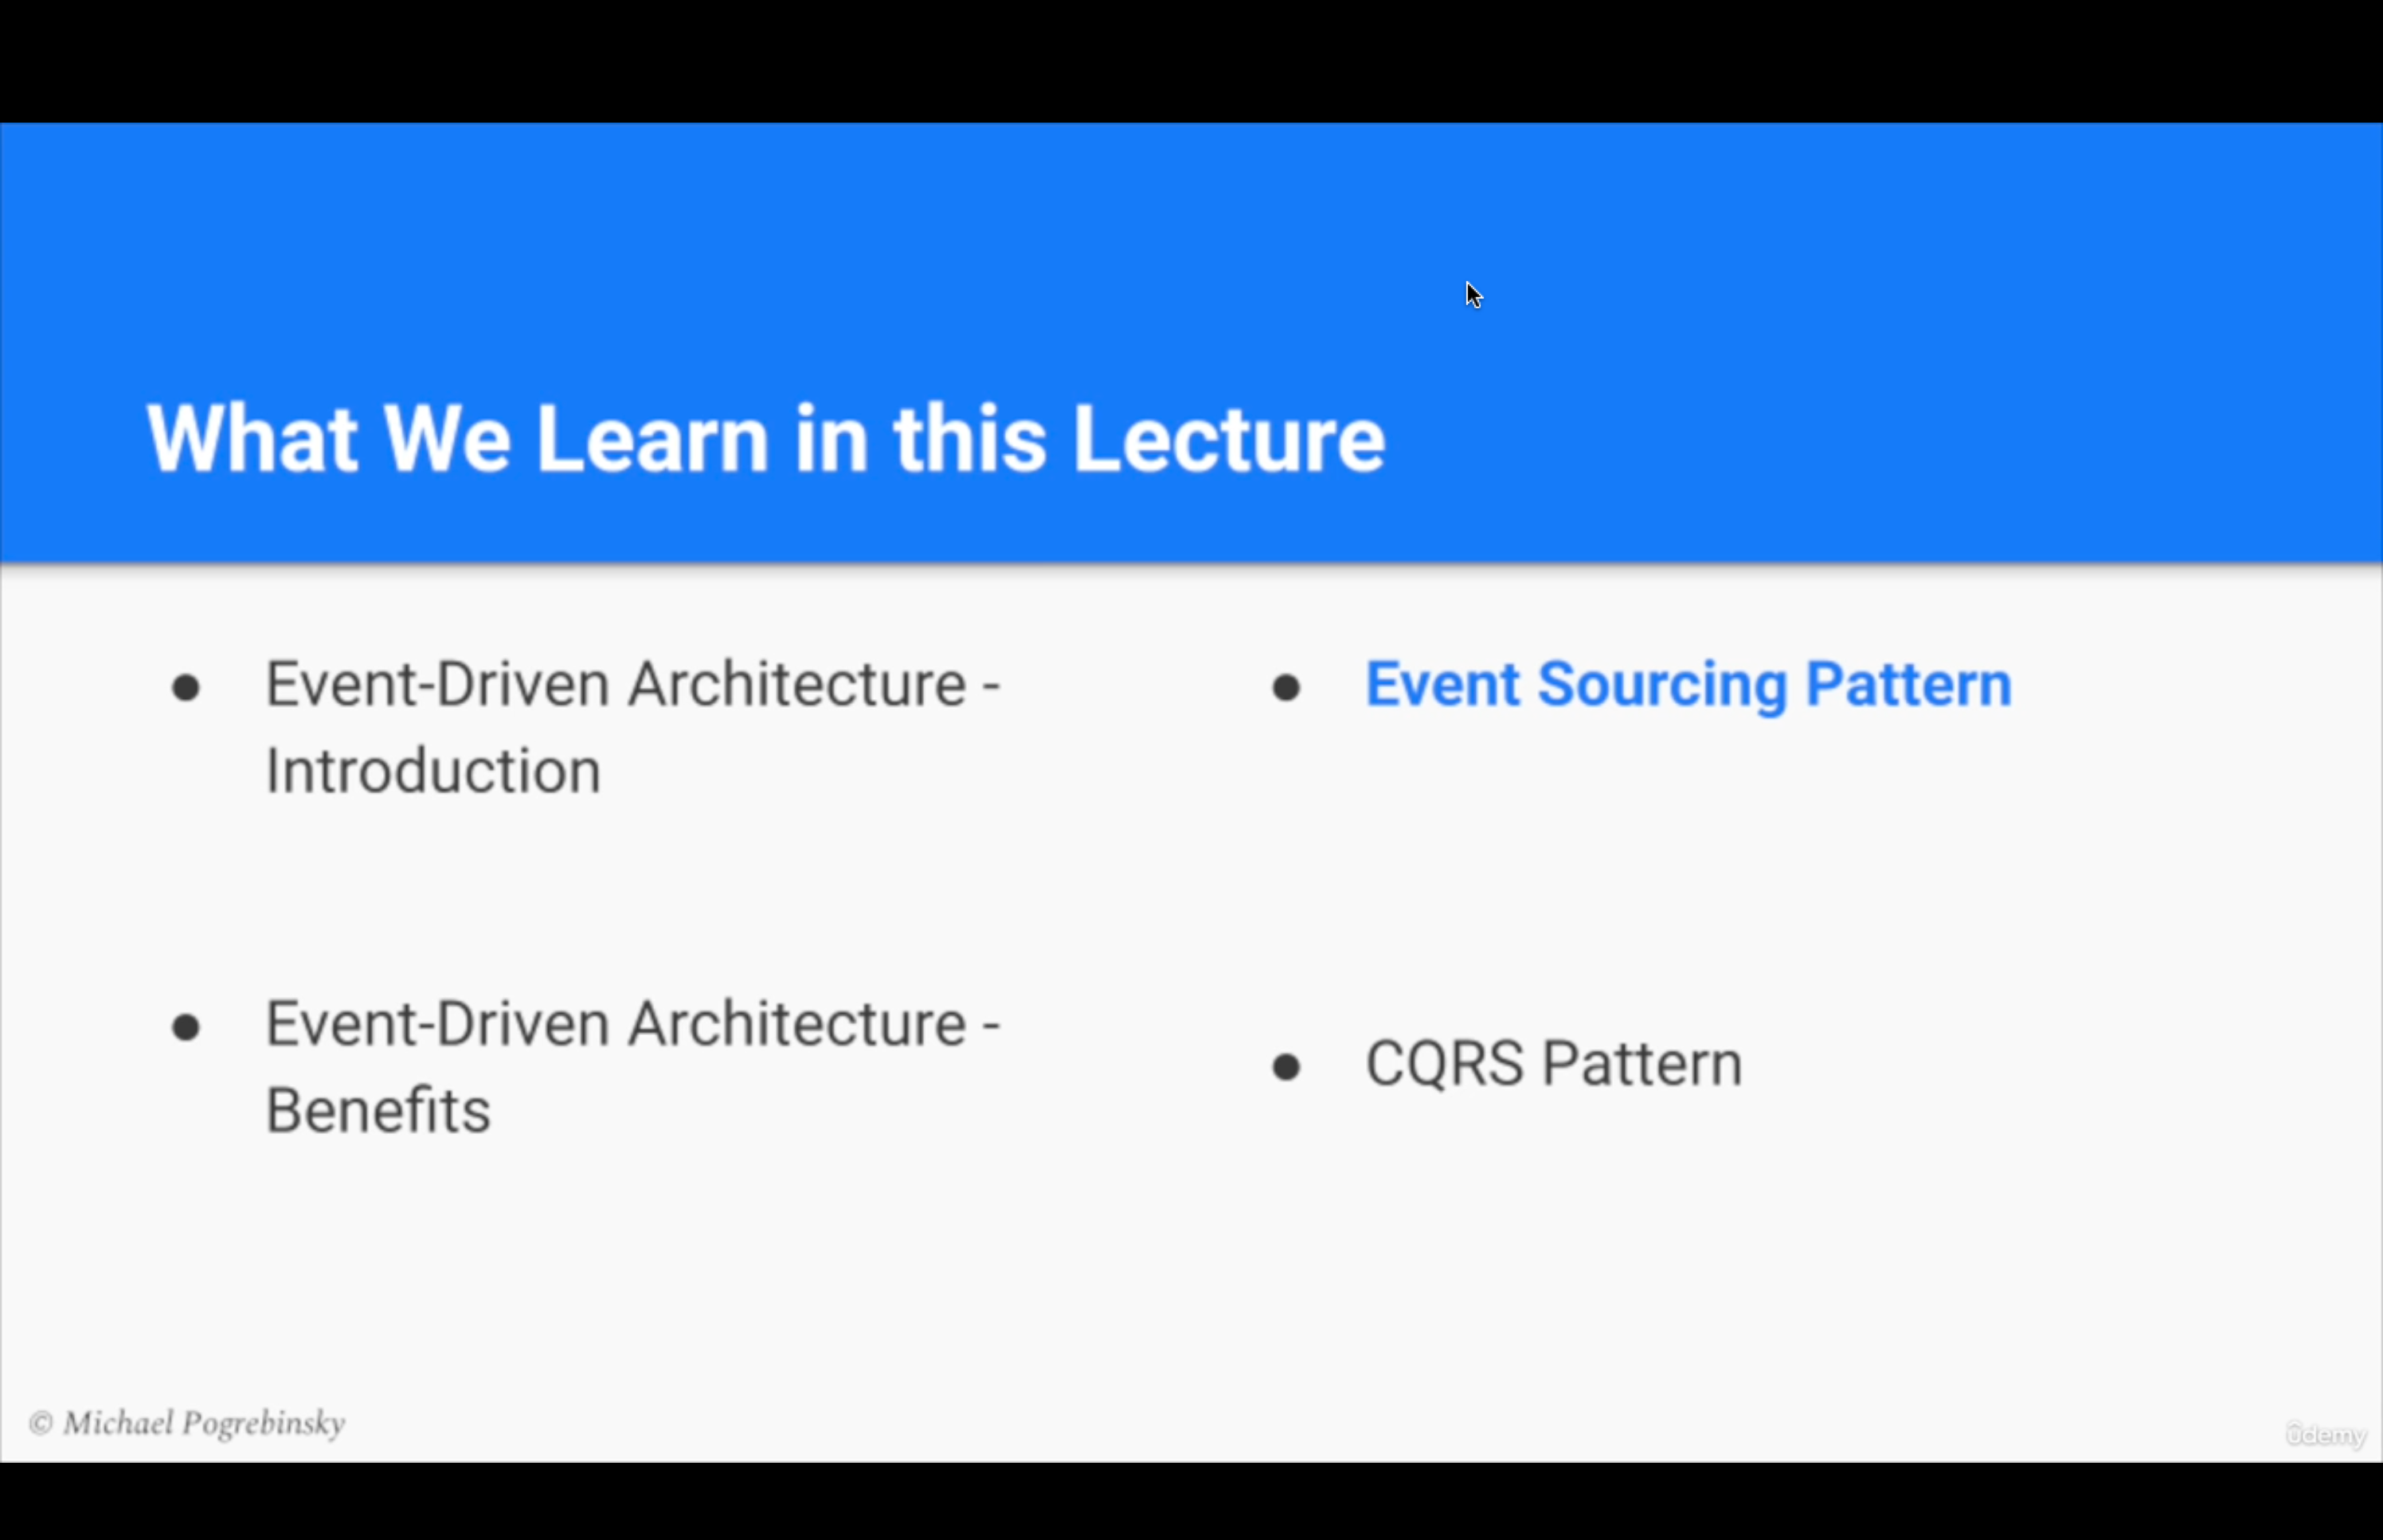 What We Learn in this Lecture
Event-Driven Architecture -
Introduction
Event-Driven Architecture -
Benefits
Event Sourcing Pattern
CQRS Pattern
© Michael Pogrebinsky
ûdemy